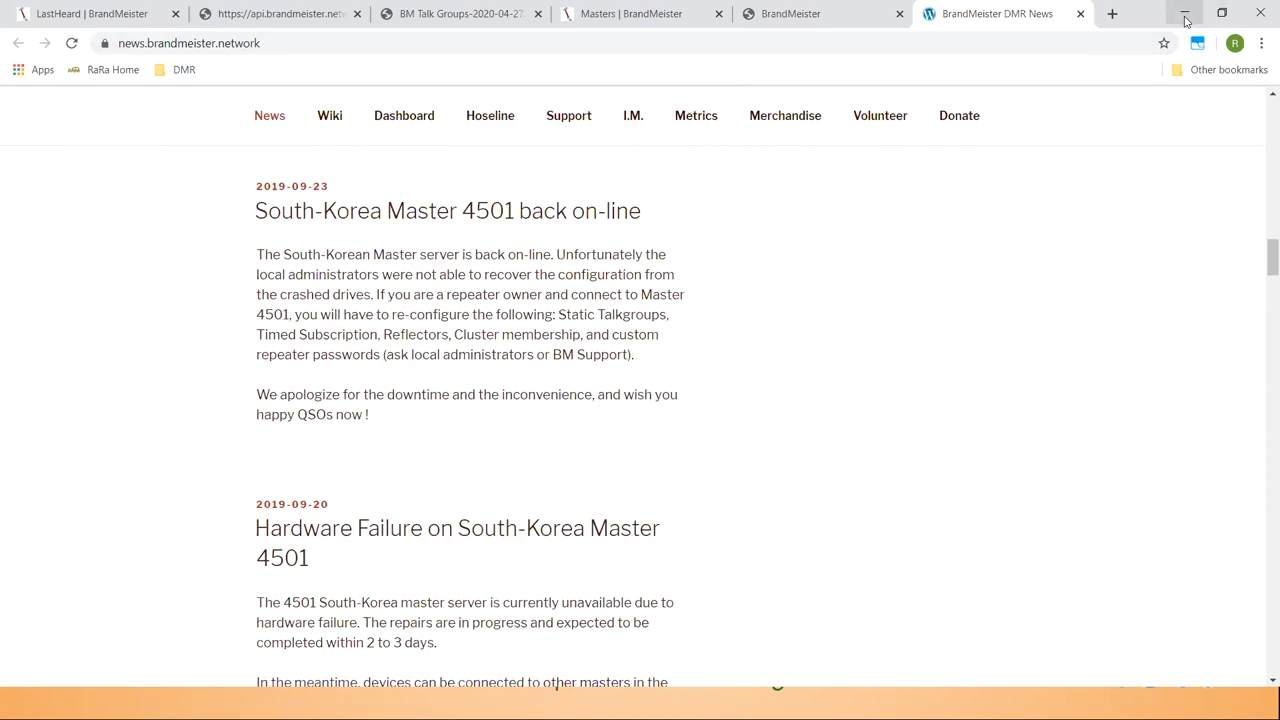 LastHeard | BrandMeister
https://api.brandmeister.net
BM Talk Groups-2020-04-27
Masters | BrandMeister
BrandMeister
BrandMeister DMR News
news.brandmeister.network
R
Apps
RaRa Home
DMR
Other bookmarks
News Wiki Dashboard Hoseline Support I.M. Metrics Merchandise Volunteer Donate
2019-09-23
South-Korea Master 4501 back on-line
The South-Korean Master server is back on-line. Unfortunately the
local administrators were not able to recover the configuration from
the crashed drives. If you are a repeater owner and connect to Master
4501, you will have to re-configure the following: Static Talkgroups,
Timed Subscription, Reflectors, Cluster membership, and custom
repeater passwords (ask local administrators or BM Support).
We apologize for the downtime and the inconvenience, and wish you
happy QSOs now !
2019-09-20
Hardware Failure on South-Korea Master
4501
The 4501 South-Korea master server is currently unavailable due to
hardware failure. The repairs are in progress and expected to be
completed within 2 to 3 days.
In the meantime, devices can be connected to other masters in the